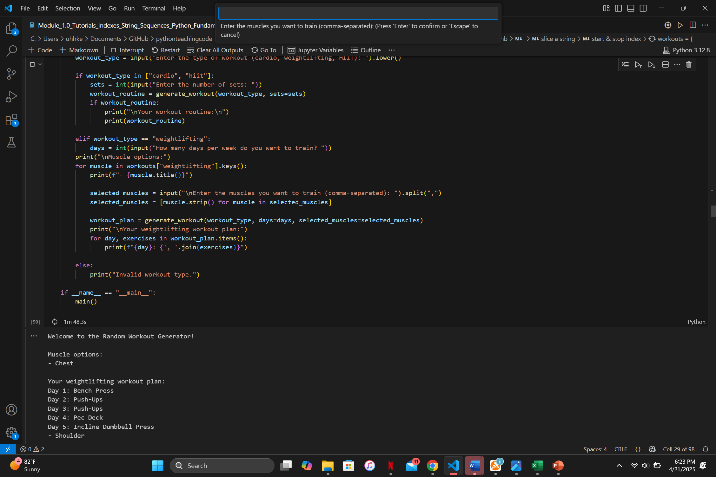 File Edit Selection View Go Run Terminal Help
Enter the muscles you want to train (comma-separated): (Press 'Enter' to confirm or 'Escape' to cancel)
Module_1.0_Tutorials_Indexes_String_Sequences_Python_Fundam
C: > Users > uhlike > Documents > GitHub > pythonteachingcode
slice a string > start & stop index > workouts = {
+ Code + Markdown Interrupt Restart Clear All Outputs Go To Jupyter Variables Outline ... Python 3.12.8
workout_type = input("Enter the type of workout (cardio, weightlifting, HIIT): ").lower()
if workout_type in ["cardio", "hiit"]:
sets = int(input("Enter the number of sets: "))
workout_routine = generate_workout(workout_type, sets=sets)
if workout_routine:
print("\nYour workout routine:\n")
print(workout_routine)
elif workout_type == "weightlifting":
days = int(input("How many days per week do you want to train? "))
print("\nMuscle options:")
for muscle in workouts["weightlifting"].keys():
print(f"- {muscle.title()}")
selected_muscles = input("\nEnter the muscles you want to train (comma-separated): ").split(",")
selected_muscles = [muscle.strip() for muscle in selected_muscles]
workout_plan = generate_workout(workout_type, days=days, selected_muscles=selected_muscles)
print("\nYour weightlifting workout plan:")
for day, exercises in workout_plan.items():
print(f"{day}: {', '.join(exercises)}")
else:
print("Invalid workout type.")
if __name__ == "__main__":
main()
1m 48.3s
Python
... Welcome to the Random Workout Generator!
Muscle options:
- Chest
Your weightlifting workout plan:
Day 1: Bench Press
Day 2: Push-Ups
Day 3: Push-Ups
Day 4: Pec Deck
Day 5: Incline Dumbbell Press
- Shoulder
0 2 Spaces: 4 CRLF Cell 29 of 98
82°F
Sunny
Search
6:23 PM
4/21/2025